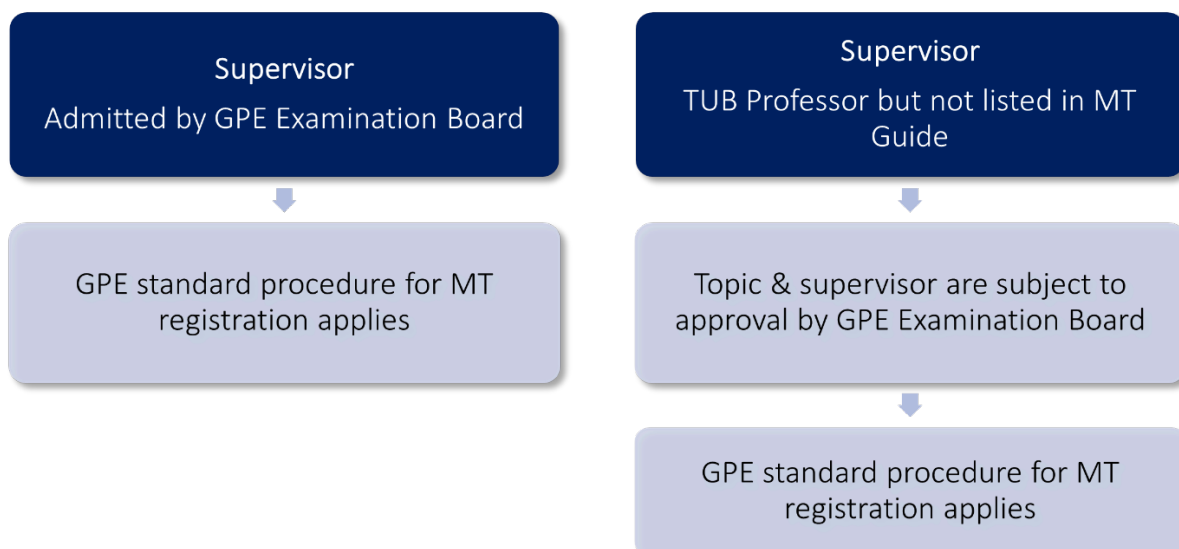 Supervisor
Admitted by GPE Examination Board
GPE standard procedure for MT
registration applies
Supervisor
TUB Professor but not listed in MT
Guide
Topic & supervisor are subject to
approval by GPE Examination Board
GPE standard procedure for MT
registration applies